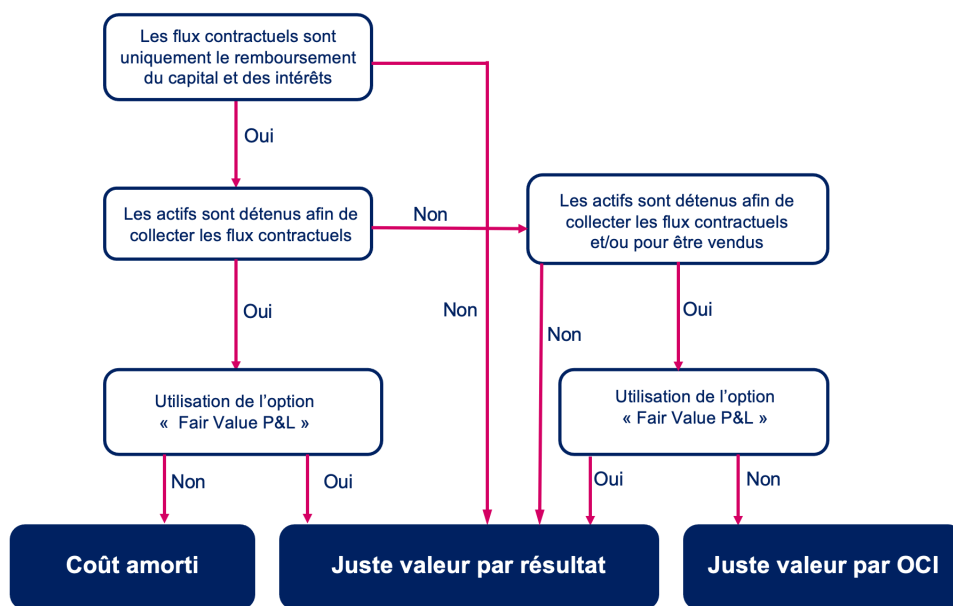 Les flux contractuels sont
uniquement le remboursement
du capital et des intérêts
Oui
Les actifs sont détenus afin de
collecter les flux contractuels
Non
Les actifs sont détenus afin de
collecter les flux contractuels
et/ou pour être vendus
Oui
Non
Non
Oui
Utilisation de l'option
« Fair Value P&L »
Utilisation de l'option
« Fair Value P&L »
Non
Oui
Oui
Non
Coût amorti
Juste valeur par résultat
Juste valeur par OCI